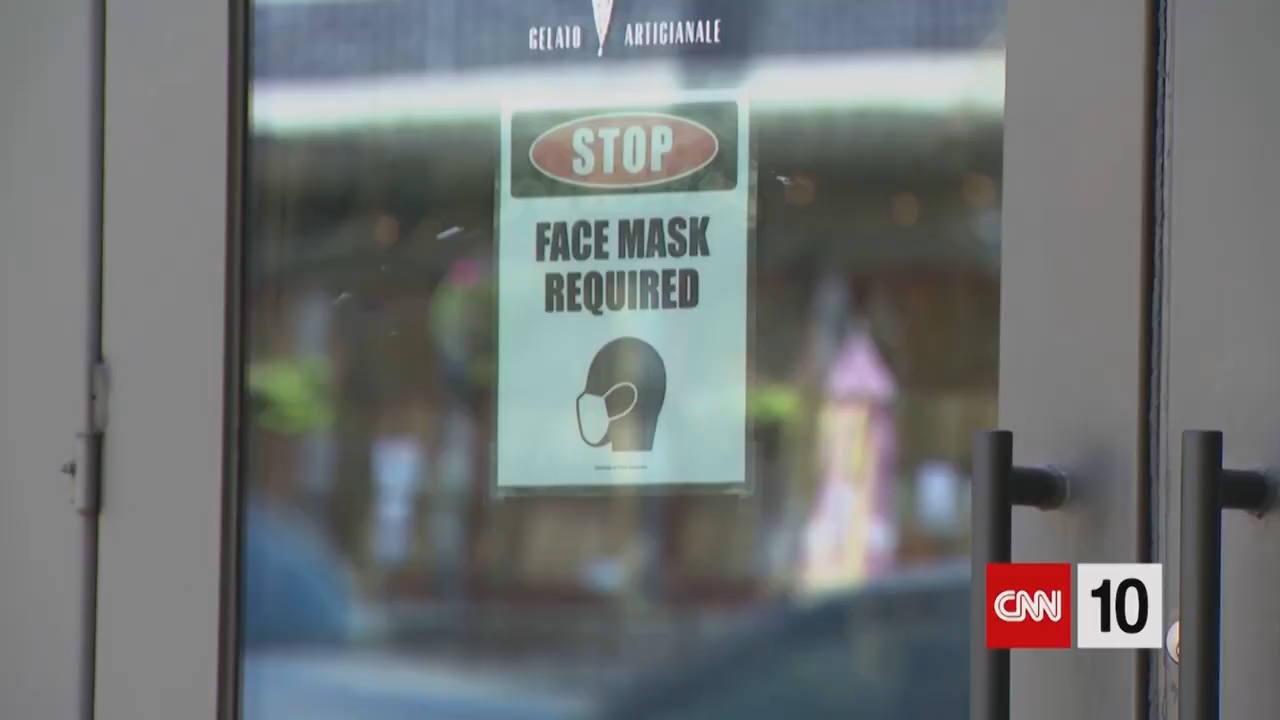 GELATO ARTIGIANALE
STOP
FACE MASK
REQUIRED
CNN 10